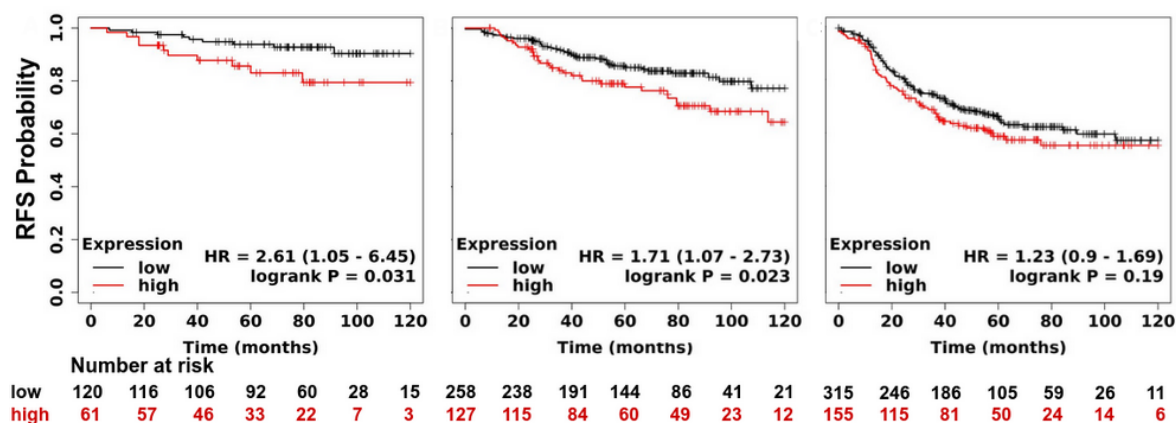 RFS Probability
0.0 0.2 0.4 0.6 0.8 1.0
Expression
low
high
HR = 2.61 (1.05 - 6.45)
logrank P = 0.031
0 20 40 60 80 100 120
Time (months)
Expression
low
high
HR = 1.71 (1.07 - 2.73)
logrank P = 0.023
0 20 40 60 80 100 120
Time (months)
Expression
low
high
HR = 1.23 (0.9 - 1.69)
logrank P = 0.19
0 20 40 60 80 100 120
Time (months)
Number at risk
low 120 116 106 92 60 28 15 258 238 191 144 86 41 21 315 246 186 105 59 26 11
high 61 57 46 33 22 7 3 127 115 84 60 49 23 12 155 115 81 50 24 14 6